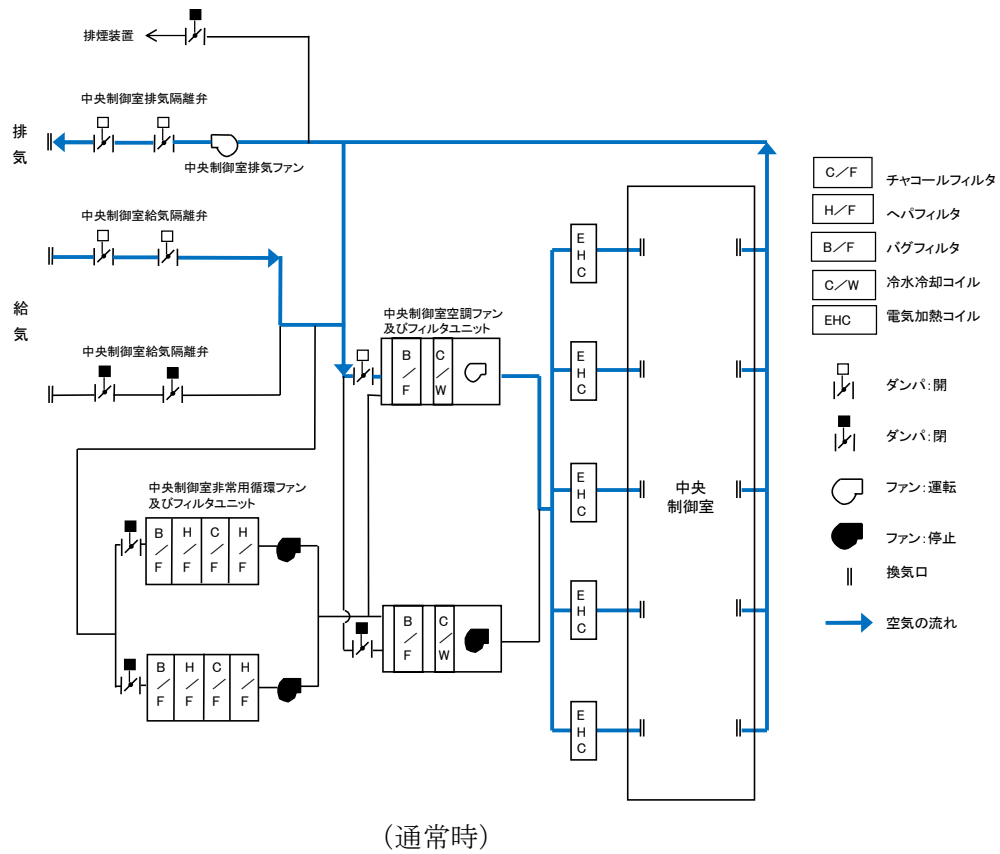 排煙装置
中央制御室排気隔離弁
排
気
中央制御室排気ファン
中央制御室給気隔離弁
給
気
中央制御室給気隔離弁
中央制御室空調ファン
及びフィルタユニット
B/F
C/W
中央制御室非常用循環ファン
及びフィルタユニット
B/F
H/F
C/F
H/F
B/F
H/F
C/F
H/F
B/F
C/W
EHC
EHC
EHC
EHC
EHC
中央
制御室
C/F
チャコールフィルタ
H/F
ヘパフィルタ
B/F
バグフィルタ
C/W
冷水冷却コイル
EHC
電気加熱コイル
ダンパ:開
ダンパ:閉
ファン:運転
ファン:停止
換気口
空気の流れ
(通常時)